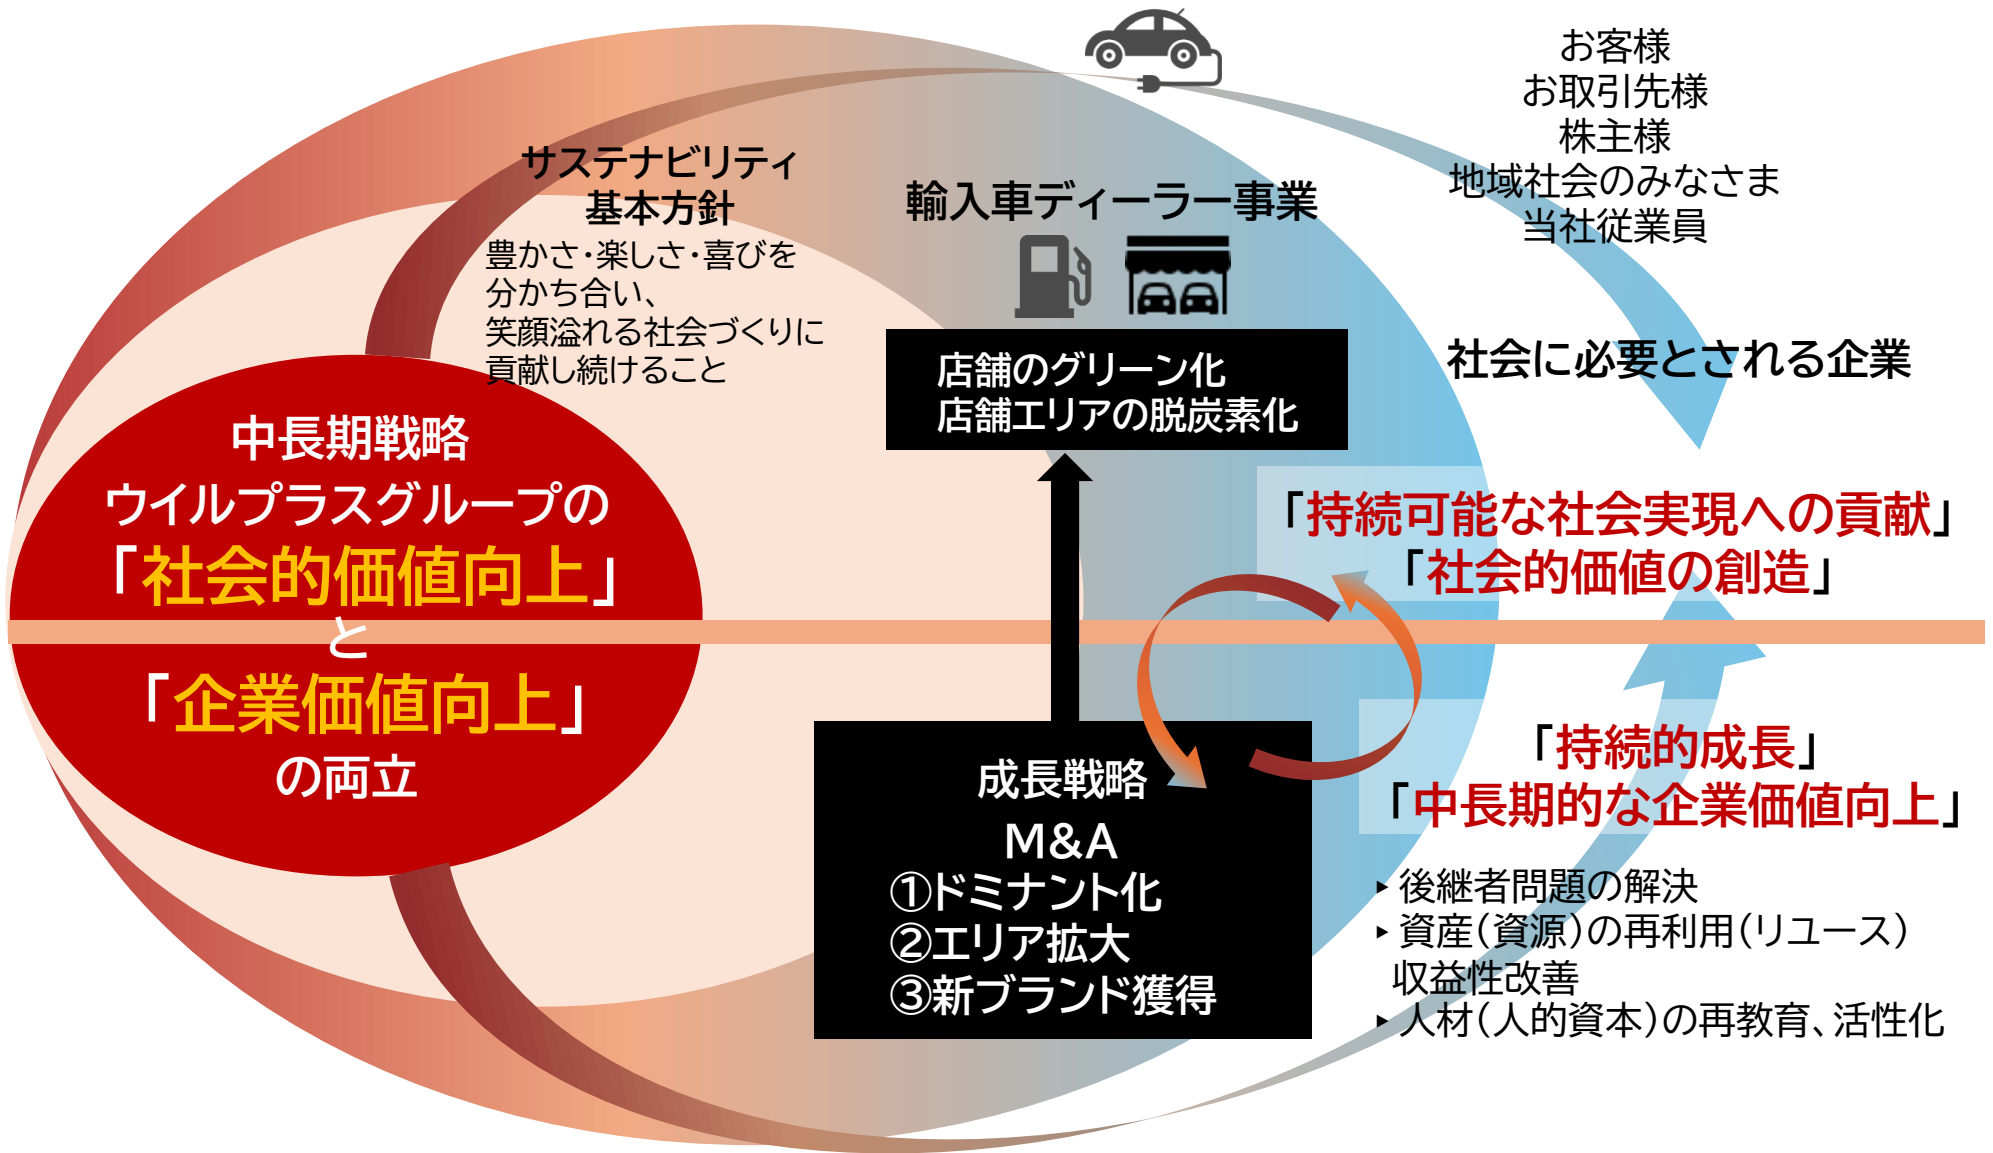 お客様
お取引先様
株主様
地域社会のみなさま
当社従業員
サステナビリティ
基本方針
豊かさ・楽しさ・喜びを
分かち合い、
笑顔溢れる社会づくりに
貢献し続けること
輸入車ディーラー事業
店舗のグリーン化
店舗エリアの脱炭素化
社会に必要とされる企業
中長期戦略
ウイルプラスグループの
「社会的価値向上」
と
「企業価値向上」
の両立
「持続可能な社会実現への貢献」
「社会的価値の創造」
成長戦略
M&A
①ドミナント化
②エリア拡大
③新ブランド獲得
「持続的成長」
「中長期的な企業価値向上」
▸後継者問題の解決
▸資産(資源)の再利用(リユース)
収益性改善
▸人材(人的資本)の再教育、活性化